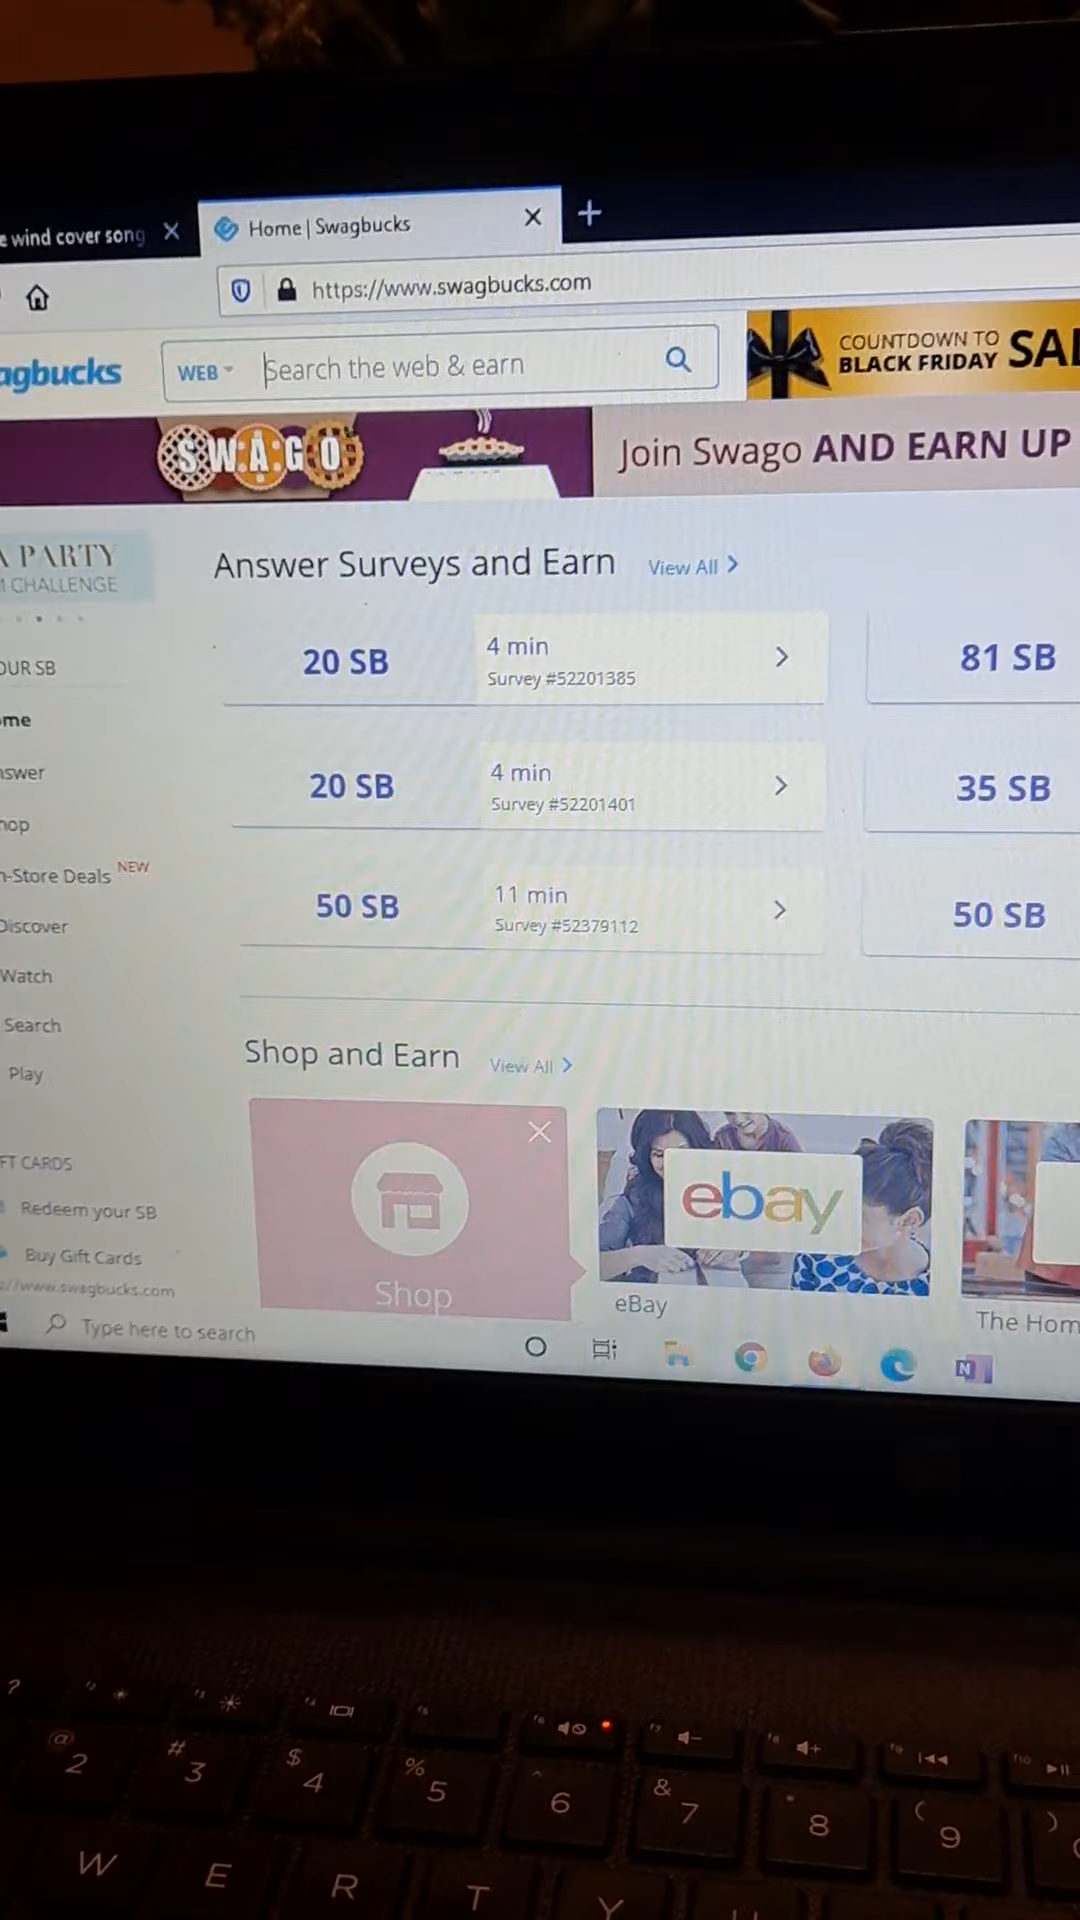 e wind cover song
Home | Swagbucks
https://www.swagbucks.com
agbucks
WEB
Search the web & earn
COUNTDOWN TO
BLACK FRIDAY
SWAGO
Join Swago AND EARN UP
A PARTY
CHALLENGE
Answer Surveys and Earn
View All
20 SB
4 min
Survey #52201385
81 SB
20 SB
4 min
Survey #52201401
35 SB
50 SB
11 min
Survey #52379112
50 SB
OUR SB
ome
nswer
hop
n-Store Deals NEW
Discover
Watch
Search
Play
FT CARDS
Redeem your SB
Buy Gift Cards
://www.swagbucks.com
Shop and Earn
View All
Shop
ebay
eBay
The Hom
Type here to search
N
?
@ 2
# 3
$ 4
% 5
^ 6
& 7
* 8
( 9
)
W E R T Y U